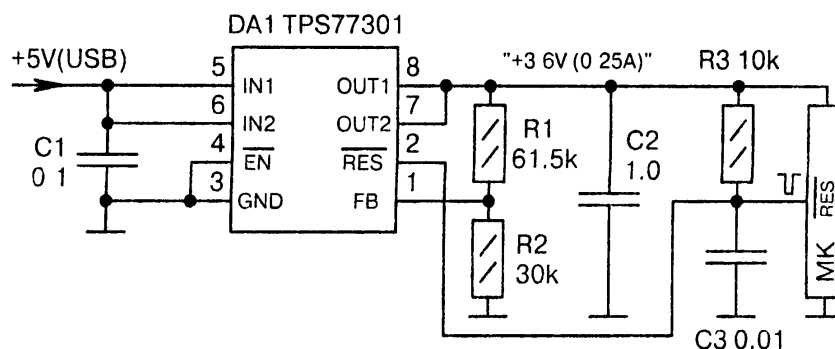 DA1 TPS77301
+5V(USB)
"+3 6V (0 25A)"
R3 10k
5
IN1
OUT1
8
6
IN2
OUT2
7
4
EN
RES
2
3
GND
FB
1
C1
0 1
R1
61.5k
C2
1.0
R2
30k
RES
MK
C3 0.01